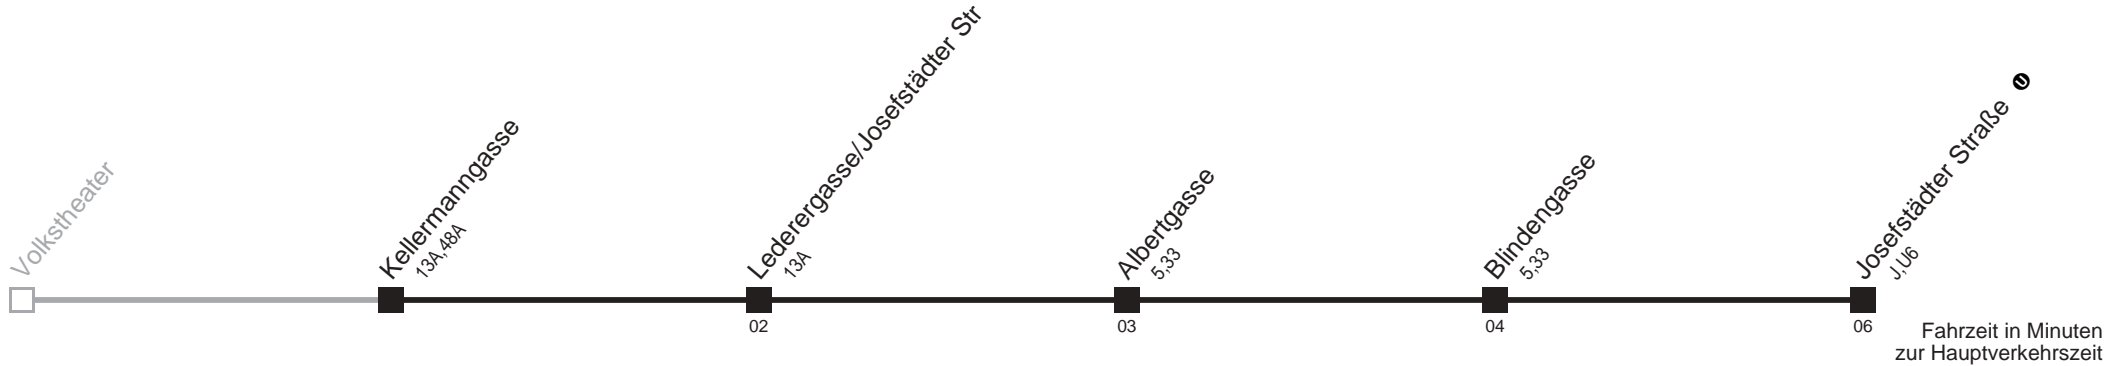 Volkstheater
Kellermanngasse
13A,48A
Lederergasse/Josefstädter Str
13A
Albertgasse
5,33
Blindengasse
5,33
Josefstädter Straße U
J,U6
02
03
04
06
Fahrzeit in Minuten
zur Hauptverkehrszeit